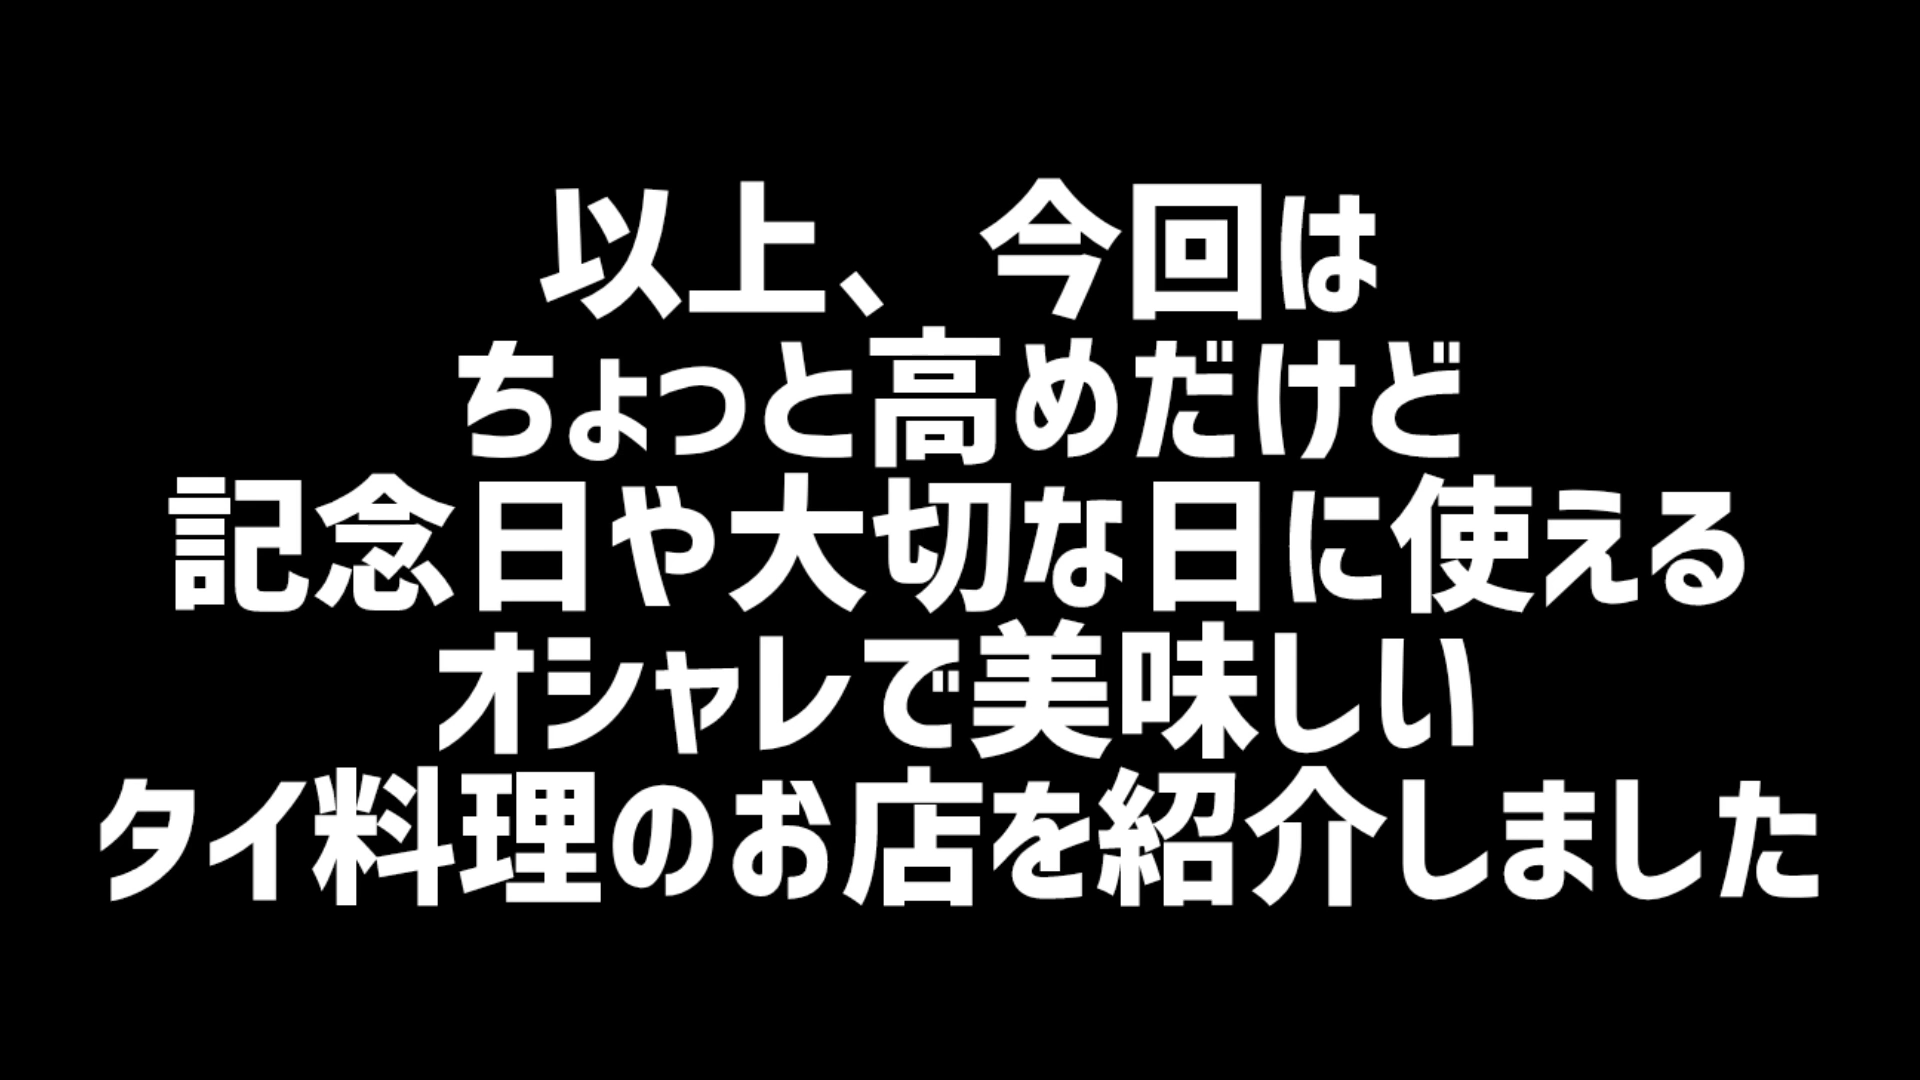 以上、今回は
ちょっと高めだけど
記念日や大切な日に使える
オシャレで美味しい
タイ料理のお店を紹介しました